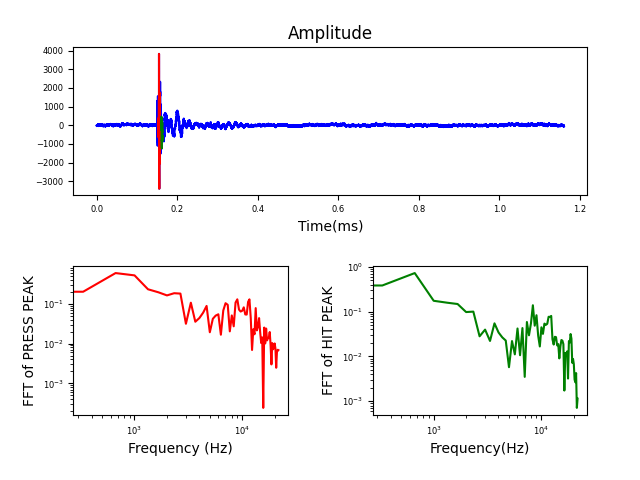 Amplitude
4000
3000
2000
1000
0
−1000
−2000
−3000
0.0 0.2 0.4 0.6 0.8 1.0 1.2
Time(ms)
FFT of PRESS PEAK
10⁻¹
10⁻²
10⁻³
10³ 10⁴
Frequency (Hz)
FFT of HIT PEAK
10⁰
10⁻¹
10⁻²
10⁻³
10³ 10⁴
Frequency(Hz)